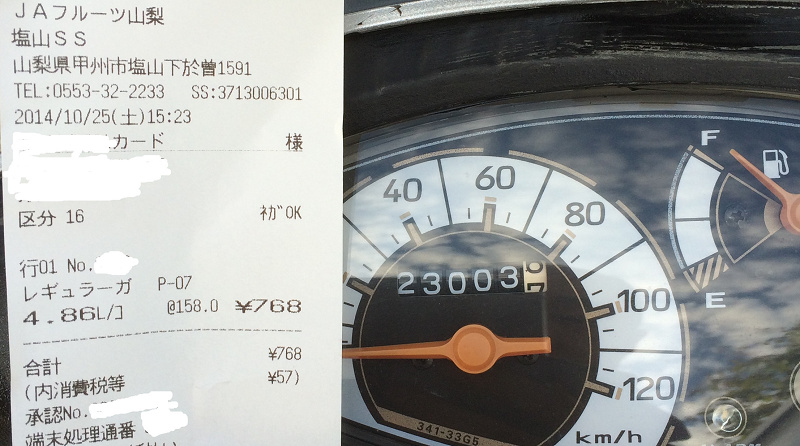 JAフルーツ山梨
塩山SS
山梨県甲州市塩山下於曽1591
TEL:0553-32-2233 SS:3713006301
2014/10/25(土)15:23
カード 様
区分 16 ﾈｶﾞOK
行01 No.
レギュラーガ P-07
4.86L/ｺ @158.0 ¥768
合計 ¥768
(内消費税等 ¥57)
承認No.
端末処理通番
40
60
80
100
120
km/h
23003
341-33G5
F
E